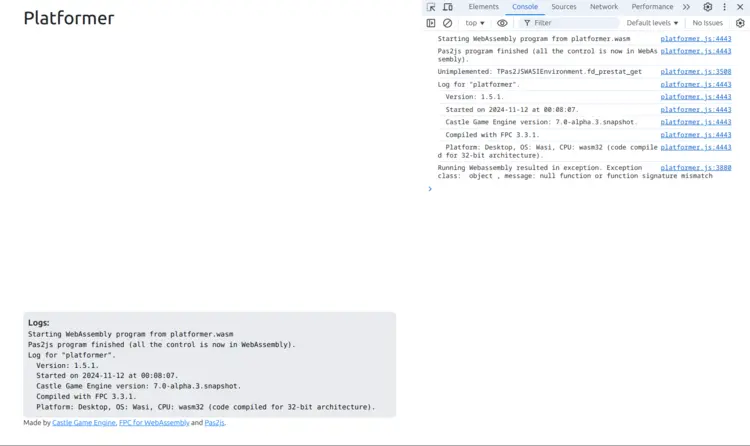 Platformer
Logs:
Starting WebAssembly program from platformer.wasm
Pas2js program finished (all the control is now in WebAssembly).
Log for "platformer".
Version: 1.5.1.
Started on 2024-11-12 at 00:08:07.
Castle Game Engine version: 7.0-alpha.3.snapshot.
Compiled with FPC 3.3.1.
Platform: Desktop, OS: Wasi, CPU: wasm32 (code compiled for 32-bit architecture).
Made by Castle Game Engine, FPC for WebAssembly and Pas2js.
Elements Console Sources Network Performance
top Filter Default levels No Issues
Starting WebAssembly program from platformer.wasm platformer.js:4443
Pas2js program finished (all the control is now in WebAs platformer.js:4443
sembly).
Unimplemented: TPas2JSWASIEnvironment.fd_prestat_get platformer.js:3508
Log for "platformer". platformer.js:4443
Version: 1.5.1. platformer.js:4443
Started on 2024-11-12 at 00:08:07. platformer.js:4443
Castle Game Engine version: 7.0-alpha.3.snapshot. platformer.js:4443
Compiled with FPC 3.3.1. platformer.js:4443
Platform: Desktop, OS: Wasi, CPU: wasm32 (code compile platformer.js:4443
d for 32-bit architecture).
Running Webassembly resulted in exception. Exception platformer.js:3880
class: object , message: null function or function signature mismatch